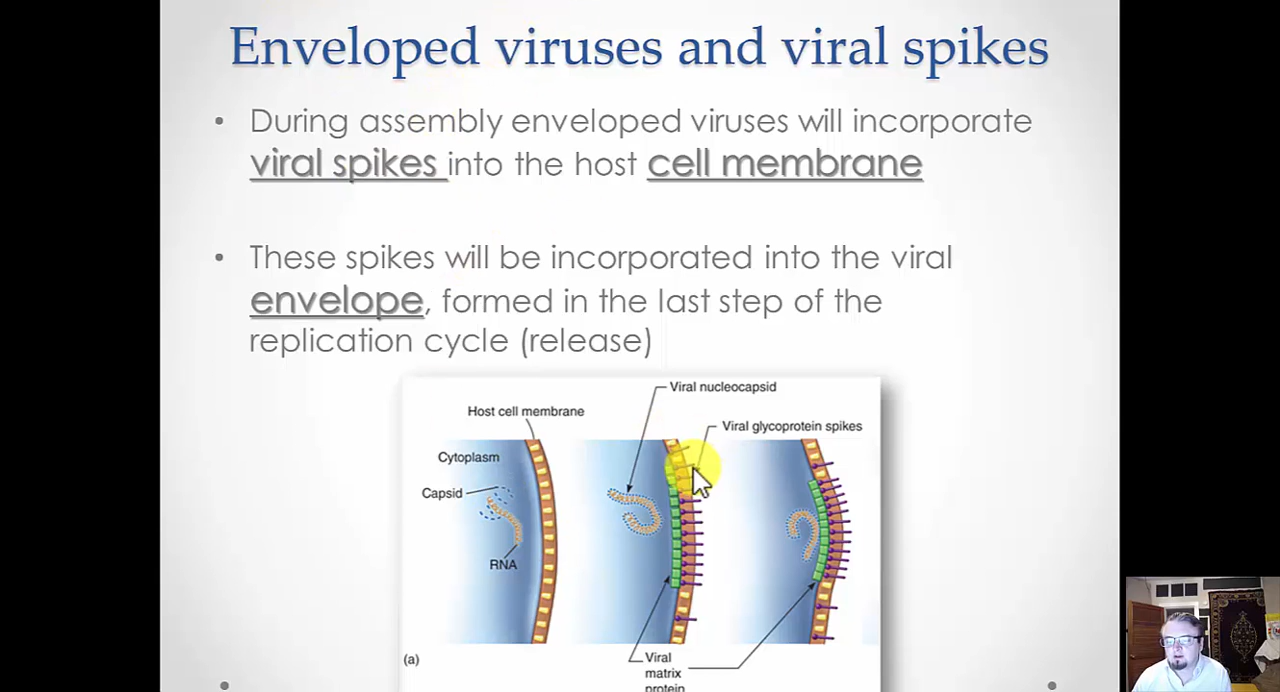 Enveloped viruses and viral spikes
• During assembly enveloped viruses will incorporate
viral spikes into the host cell membrane
• These spikes will be incorporated into the viral
envelope, formed in the last step of the
replication cycle (release)
Viral nucleocapsid
Host cell membrane
Viral glycoprotein spikes
Cytoplasm
Capsid
RNA
(a)
Viral
matrix
protein